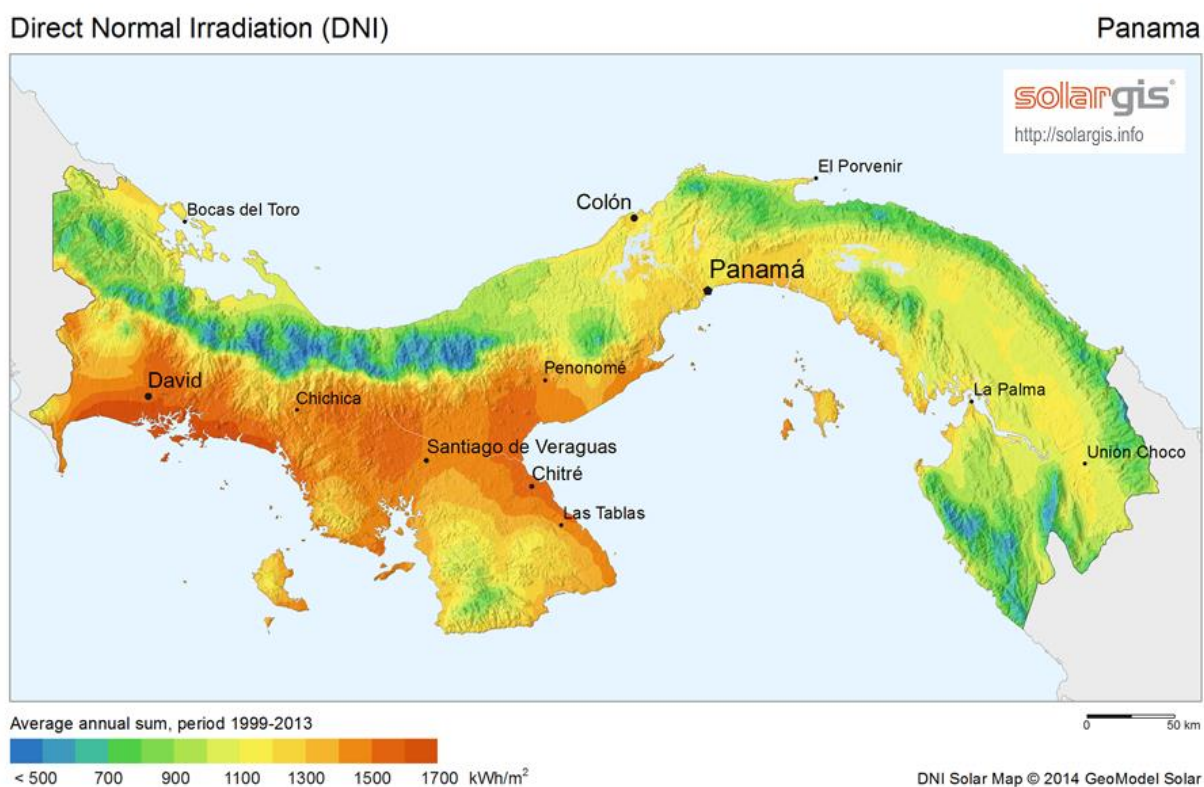 Direct Normal Irradiation (DNI)
Panama
solargis
http://solargis.info
El Porvenir
Bocas del Toro
Colón
Panamá
Penonomé
David
Chichica
La Palma
Santiago de Veraguas
Unión Choco
Chitré
Las Tablas
Average annual sum, period 1999-2013
0 50 km
< 500 700 900 1100 1300 1500 1700 kWh/m²
DNI Solar Map © 2014 GeoModel Solar